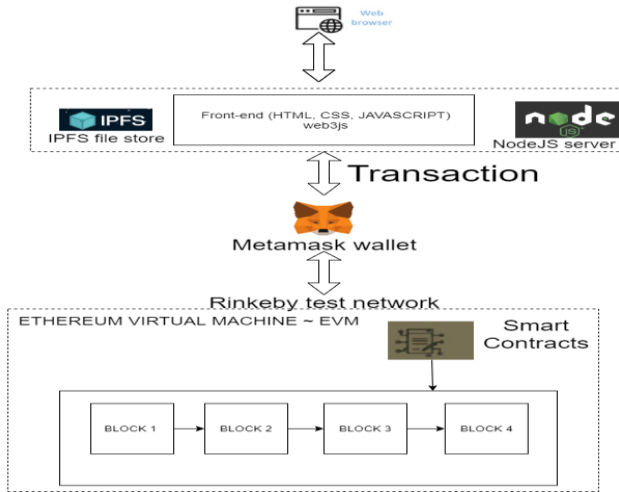 Web
browser
IPFS
IPFS file store
Front-end (HTML, CSS, JAVASCRIPT)
web3js
node
JS
NodeJS server
Transaction
Metamask wallet
Rinkeby test network
ETHEREUM VIRTUAL MACHINE ~ EVM
Smart
Contracts
BLOCK 1
BLOCK 2
BLOCK 3
BLOCK 4